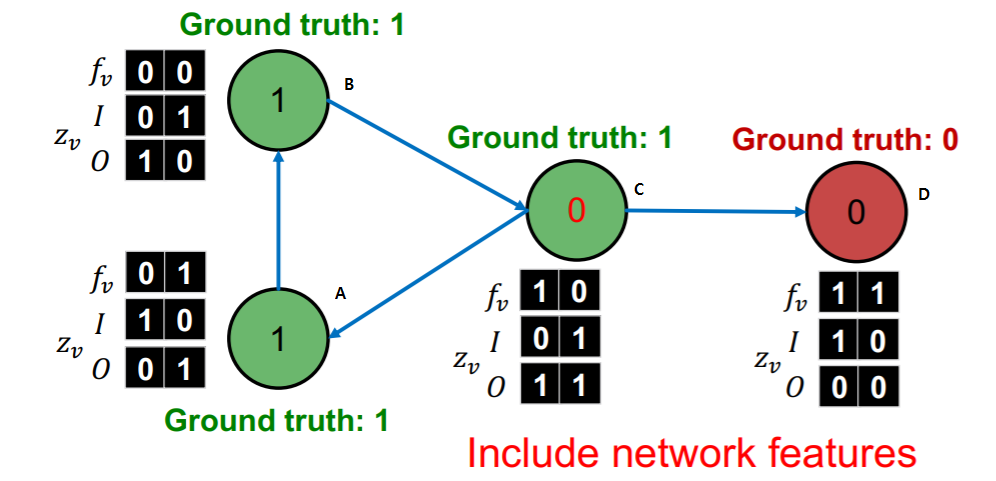 Ground truth: 1
f_v 0 0
1
B
I 0 1
z_v
O 1 0
Ground truth: 1
Ground truth: 0
0
C
0
D
f_v 0 1
A
I 1 0
1
z_v
O 0 1
f_v 1 0
I 0 1
z_v
O 1 1
f_v 1 1
I 1 0
z_v
O 0 0
Ground truth: 1
Include network features